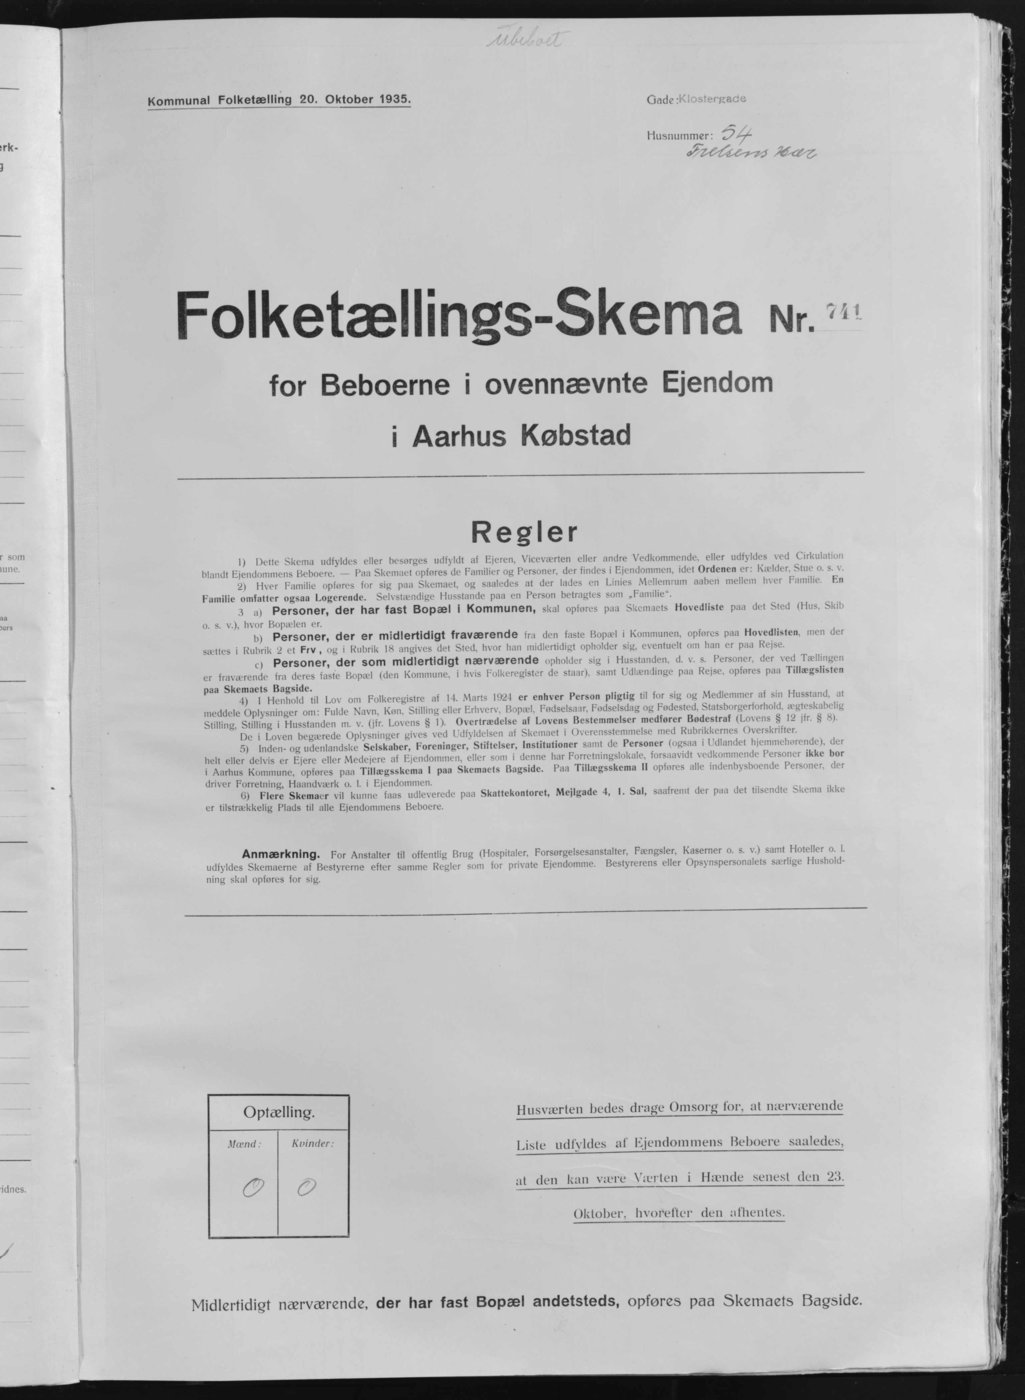 Ubeboet
Kommunal Folketælling 20. Oktober 1935.
Gade: Klostergade
Husnummer: 54
Frelsens Hær
Folketællings-Skema Nr. 741
for Beboerne i ovennævnte Ejendom
i Aarhus Købstad
Regler
1) Dette Skema udfyldes eller besørges udfyldt af Ejeren, Viceværten eller andre Vedkommende, eller udfyldes ved Cirkulation
blandt Ejendommens Beboere. — Paa Skemaet opføres de Familier og Personer, der findes i Ejendommen, idet Ordenen er: Kælder, Stue o. s. v.
2) Hver Familie opføres for sig paa Skemaet, og saaledes at der lades en Linies Mellemrum aaben mellem hver Familie. En
Familie omfatter ogsaa Logerende. Selvstændige Husstande paa en Person betragtes som „Familie".
3 a) Personer, der har fast Bopæl i Kommunen, skal opføres paa Skemaets Hovedliste paa det Sted (Hus, Skib
o. s. v.), hvor Bopælen er.
b) Personer, der er midlertidigt fraværende fra den faste Bopæl i Kommunen, opføres paa Hovedlisten, men der
sættes i Rubrik 2 et Frv., og i Rubrik 18 angives det Sted, hvor han midlertidigt opholder sig, eventuelt om han er paa Rejse.
c) Personer, der som midlertidigt nærværende opholder sig i Husstanden, d. v. s. Personer, der ved Tællingen
er fraværende fra deres faste Bopæl (den Kommune, i hvis Folkeregister de staar), samt Udlændinge paa Rejse, opføres paa Tillægslisten
paa Skemaets Bagside.
4) I Henhold til Lov om Folkeregistre af 14. Marts 1924 er enhver Person pligtig til for sig og Medlemmer af sin Husstand, at
meddele Oplysninger om: Fulde Navn, Køn, Stilling eller Erhverv, Bopæl, Fødselsaar, Fødselsdag og Fødested, Statsborgerforhold, ægteskabelig
Stilling, Stilling i Husstanden m. v. (jfr. Lovens § 1). Overtrædelse af Lovens Bestemmelser medfører Bødestraf (Lovens § 12 jfr. § 8).
De i Loven begærede Oplysninger gives ved Udfyldelsen af Skemaet i Overensstemmelse med Rubrikkernes Overskrifter.
5) Inden- og udenlandske Selskaber, Foreninger, Stiftelser, Institutioner samt de Personer (ogsaa i Udlandet hjemmehørende), der
helt eller delvis er Ejere eller Medejere af Ejendommen, eller som i denne har Forretningslokale, forsaavidt vedkommende Personer ikke bor
i Aarhus Kommune, opføres paa Tillægsskema I paa Skemaets Bagside. Paa Tillægsskema II opføres alle indenbysboende Personer, der
driver Forretning, Haandværk o. l. i Ejendommen.
6) Flere Skemaer vil kunne faas udleverede paa Skattekontoret, Mejlgade 4, 1. Sal, saafremt der paa det tilsendte Skema ikke
er tilstrækkelig Plads til alle Ejendommens Beboere.
Anmærkning. For Anstalter til offentlig Brug (Hospitaler, Forsørgelsesanstalter, Fængsler, Kaserner o. s. v.) samt Hoteller o. l.
udfyldes Skemaerne af Bestyrerne efter samme Regler som for private Ejendomme. Bestyrerens eller Opsynspersonalets særlige Hushold-
ning skal opføres for sig.
Optælling.
Mænd: Kvinder:
0 0
Husværten bedes drage Omsorg for, at nærværende
Liste udfyldes af Ejendommens Beboere saaledes,
at den kan være Værten i Hænde senest den 23.
Oktober, hvorefter den afhentes.
Midlertidigt nærværende, der har fast Bopæl andetsteds, opføres paa Skemaets Bagside.